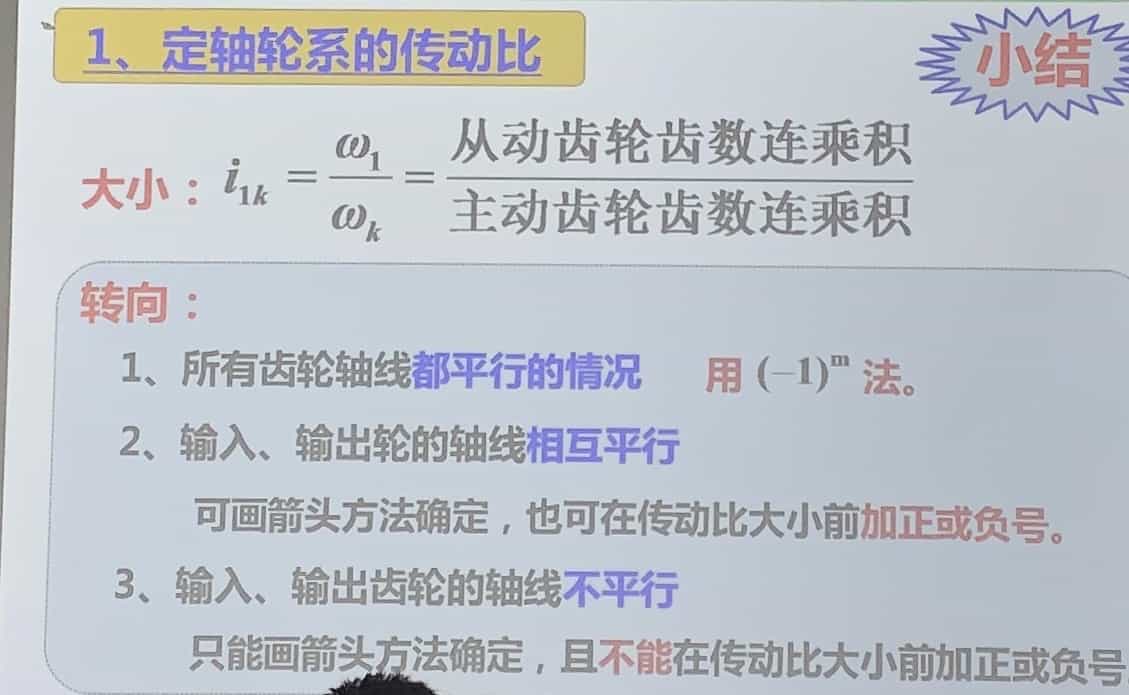 1、定轴轮系的传动比
小结
大小：i₁ₖ = ω₁/ωₖ = 从动齿轮齿数连乘积/主动齿轮齿数连乘积
转向：
1、所有齿轮轴线都平行的情况 用 (−1)ᵐ 法。
2、输入、输出轮的轴线相互平行
可画箭头方法确定，也可在传动比大小前加正或负号。
3、输入、输出齿轮的轴线不平行
只能画箭头方法确定，且不能在传动比大小前加正或负号